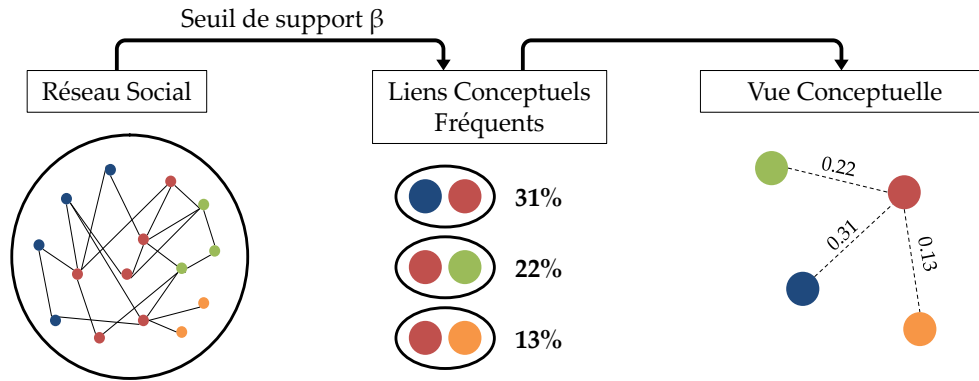 Seuil de support β
Réseau Social
Liens Conceptuels
Fréquents
Vue Conceptuelle
31%
22%
13%
0.22
0.31
0.13